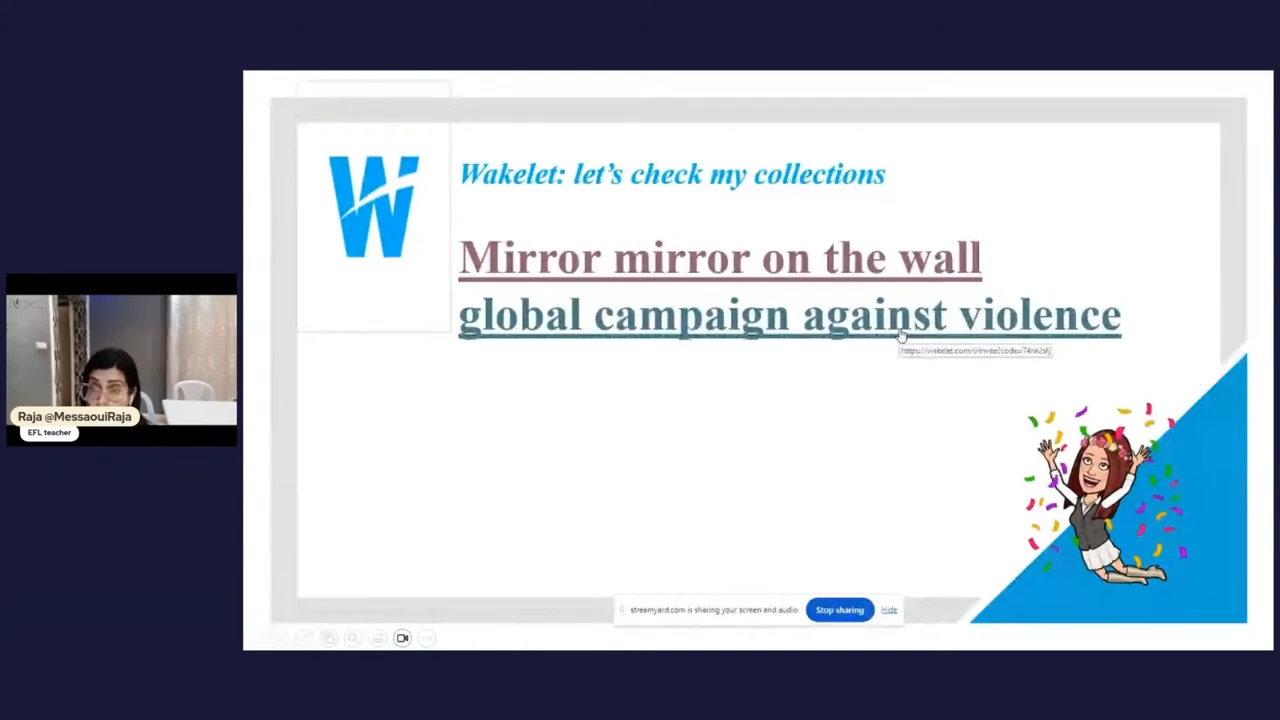 Wakelet: let's check my collections
Mirror mirror on the wall
global campaign against violence
Raja @MessaouiRaja
EFL teacher
streamyard.com is sharing your screen and audio
Stop sharing
Hide